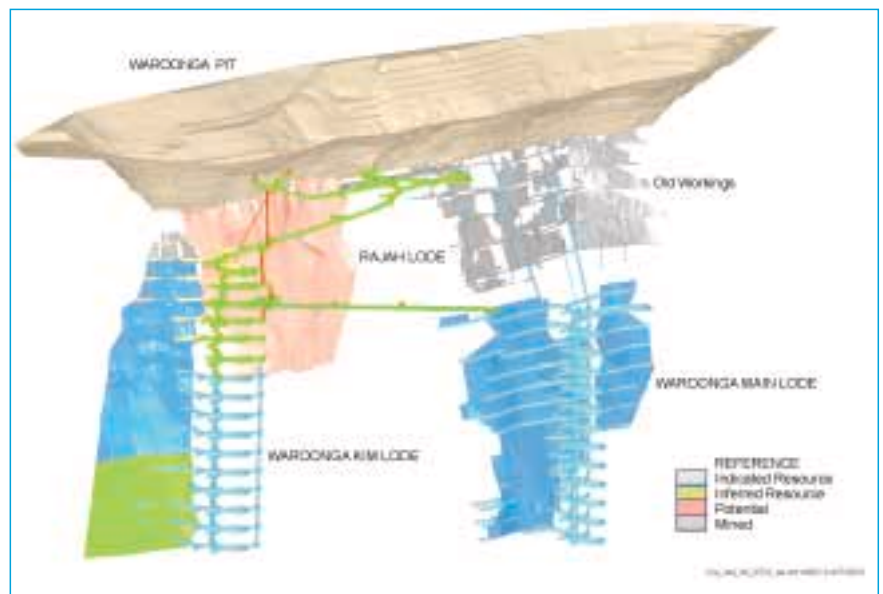 WAROONGA PIT
Old Workings
RAJAH LODE
WAROONGA MAIN LODE
WAROONGA KIM LODE
REFERENCE
Indicated Resource
Inferred Resource
Potential
Mined